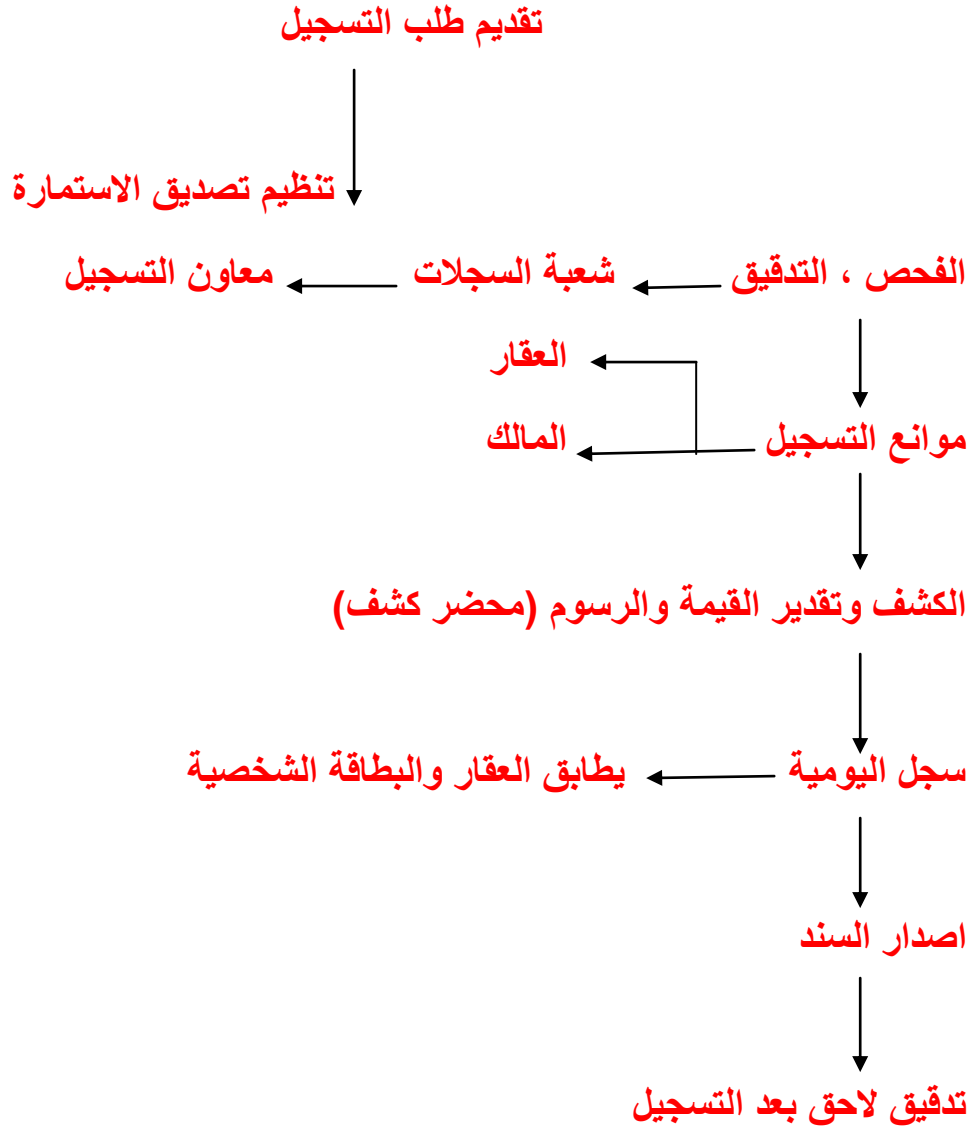 تقديم طلب التسجيل
تنظيم تصديق الاستمارة
الفحص ، التدقيق شعبة السجلات معاون التسجيل
العقار
موانع التسجيل المالك
الكشف وتقدير القيمة والرسوم (محضر كشف)
سجل اليومية يطابق العقار والبطاقة الشخصية
اصدار السند
تدقيق لاحق بعد التسجيل